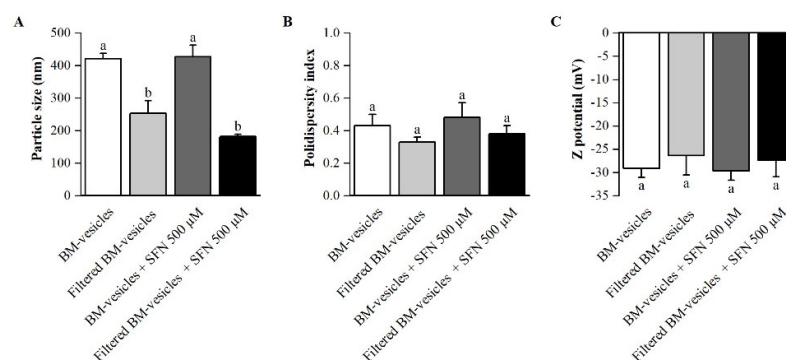 A
Particle size (nm)
500
400
300
200
100
0
a
b
a
b
BM-vesicles
Filtered BM-vesicles
BM-vesicles + SFN 500 µM
Filtered BM-vesicles + SFN 500 µM
B
Polidispersity index
1.0
0.8
0.6
0.4
0.2
0.0
a
a
a
a
BM-vesicles
Filtered BM-vesicles
BM-vesicles + SFN 500 µM
Filtered BM-vesicles + SFN 500 µM
C
Z potential (mV)
0
-5
-10
-15
-20
-25
-30
-35
a
a
a
a
BM-vesicles
Filtered BM-vesicles
BM-vesicles + SFN 500 µM
Filtered BM-vesicles + SFN 500 µM